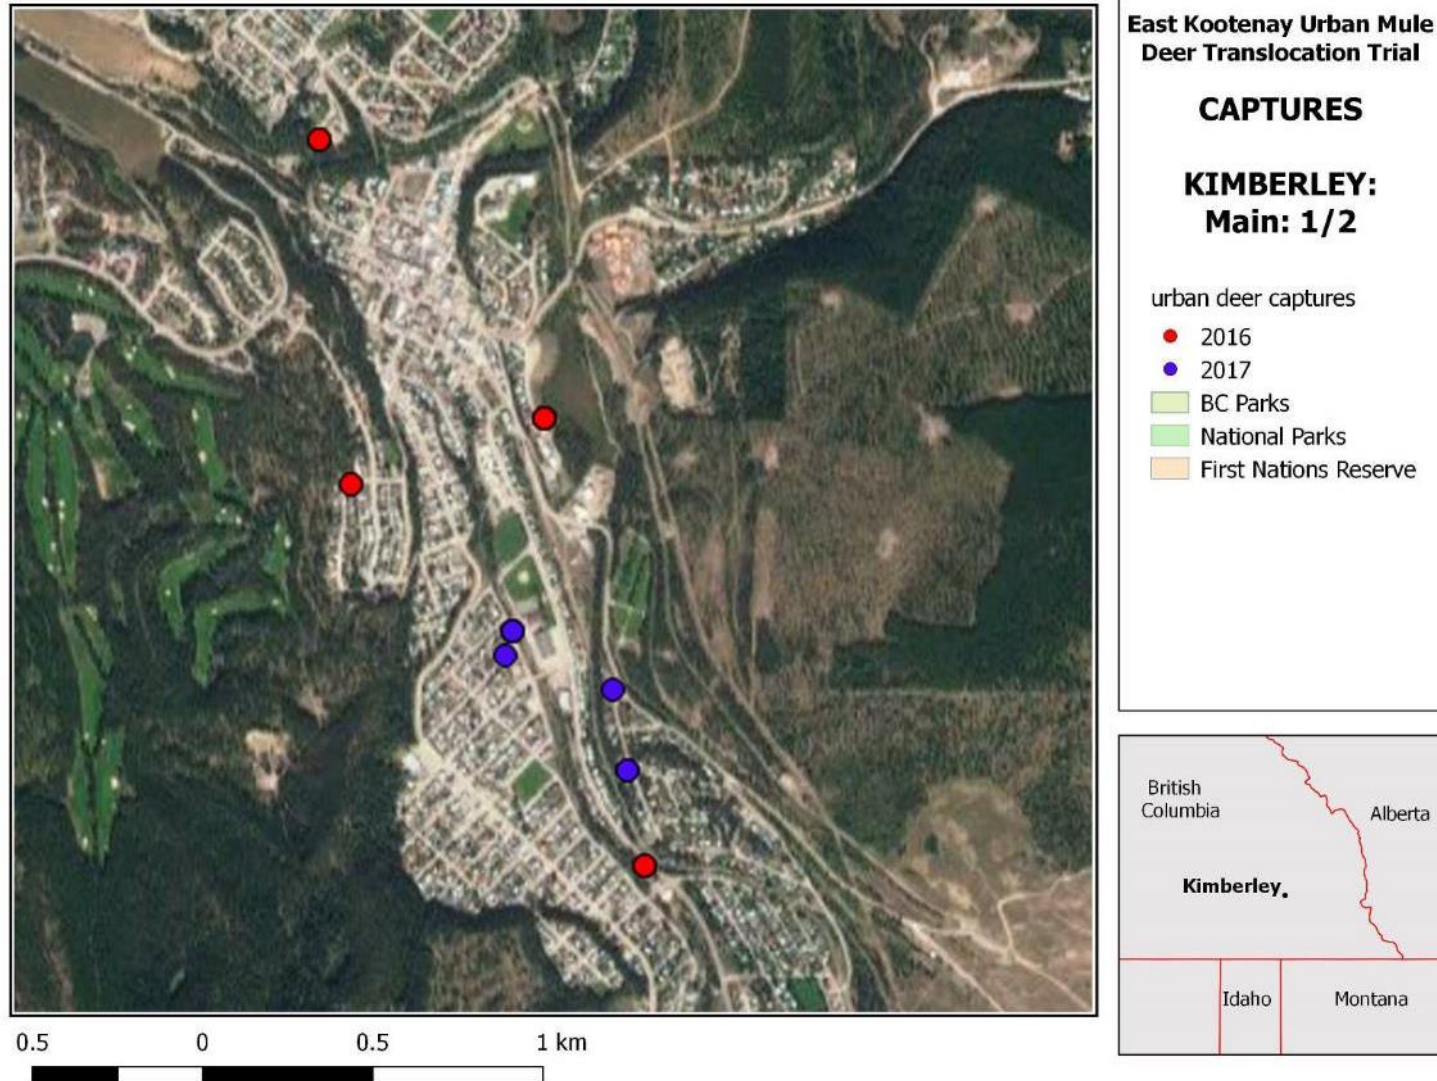 East Kootenay Urban Mule
Deer Translocation Trial
CAPTURES
KIMBERLEY:
Main: 1/2
urban deer captures
2016
2017
BC Parks
National Parks
First Nations Reserve
British
Columbia
Alberta
Kimberley
Idaho
Montana
0.5
0
0.5
1 km